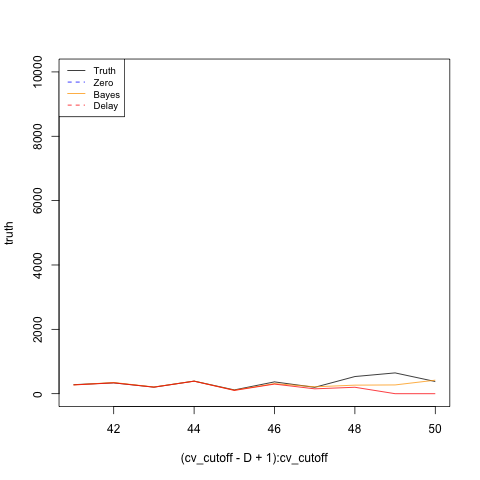 Truth
Zero
Bayes
Delay
truth
0
2000
4000
6000
8000
10000
42
44
46
48
50
(cv_cutoff - D + 1):cv_cutoff